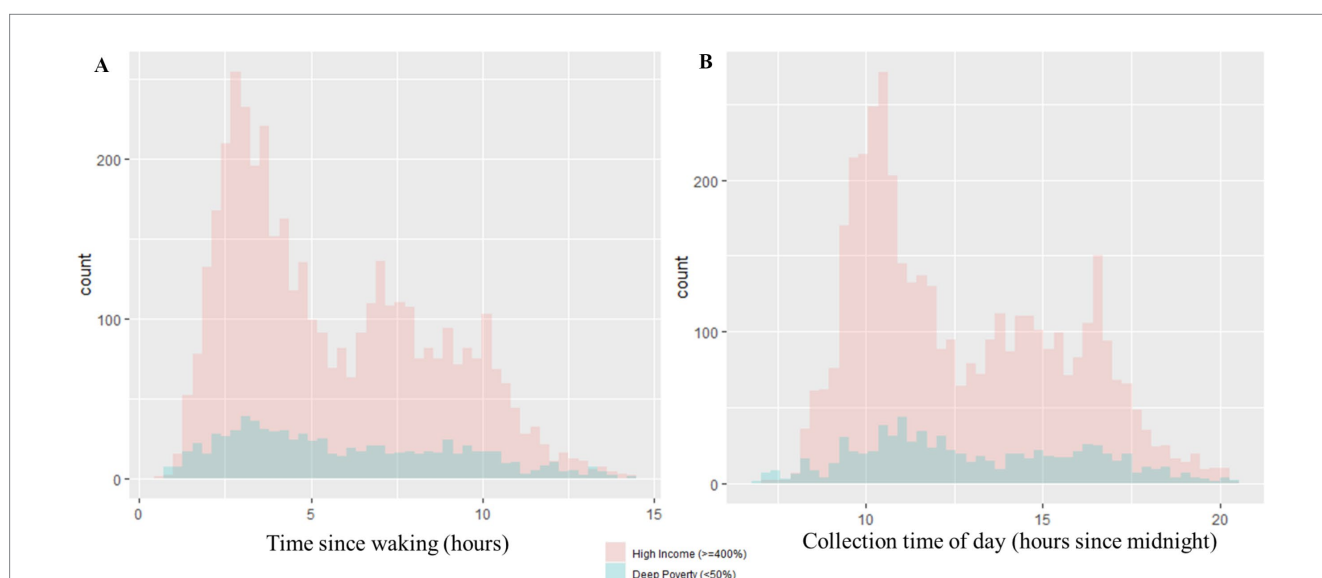 A
B
200
100
0
count
0
5
10
15
Time since waking (hours)
200
100
0
count
10
15
20
Collection time of day (hours since midnight)
High Income (>=400%)
Deep Poverty (<50%)